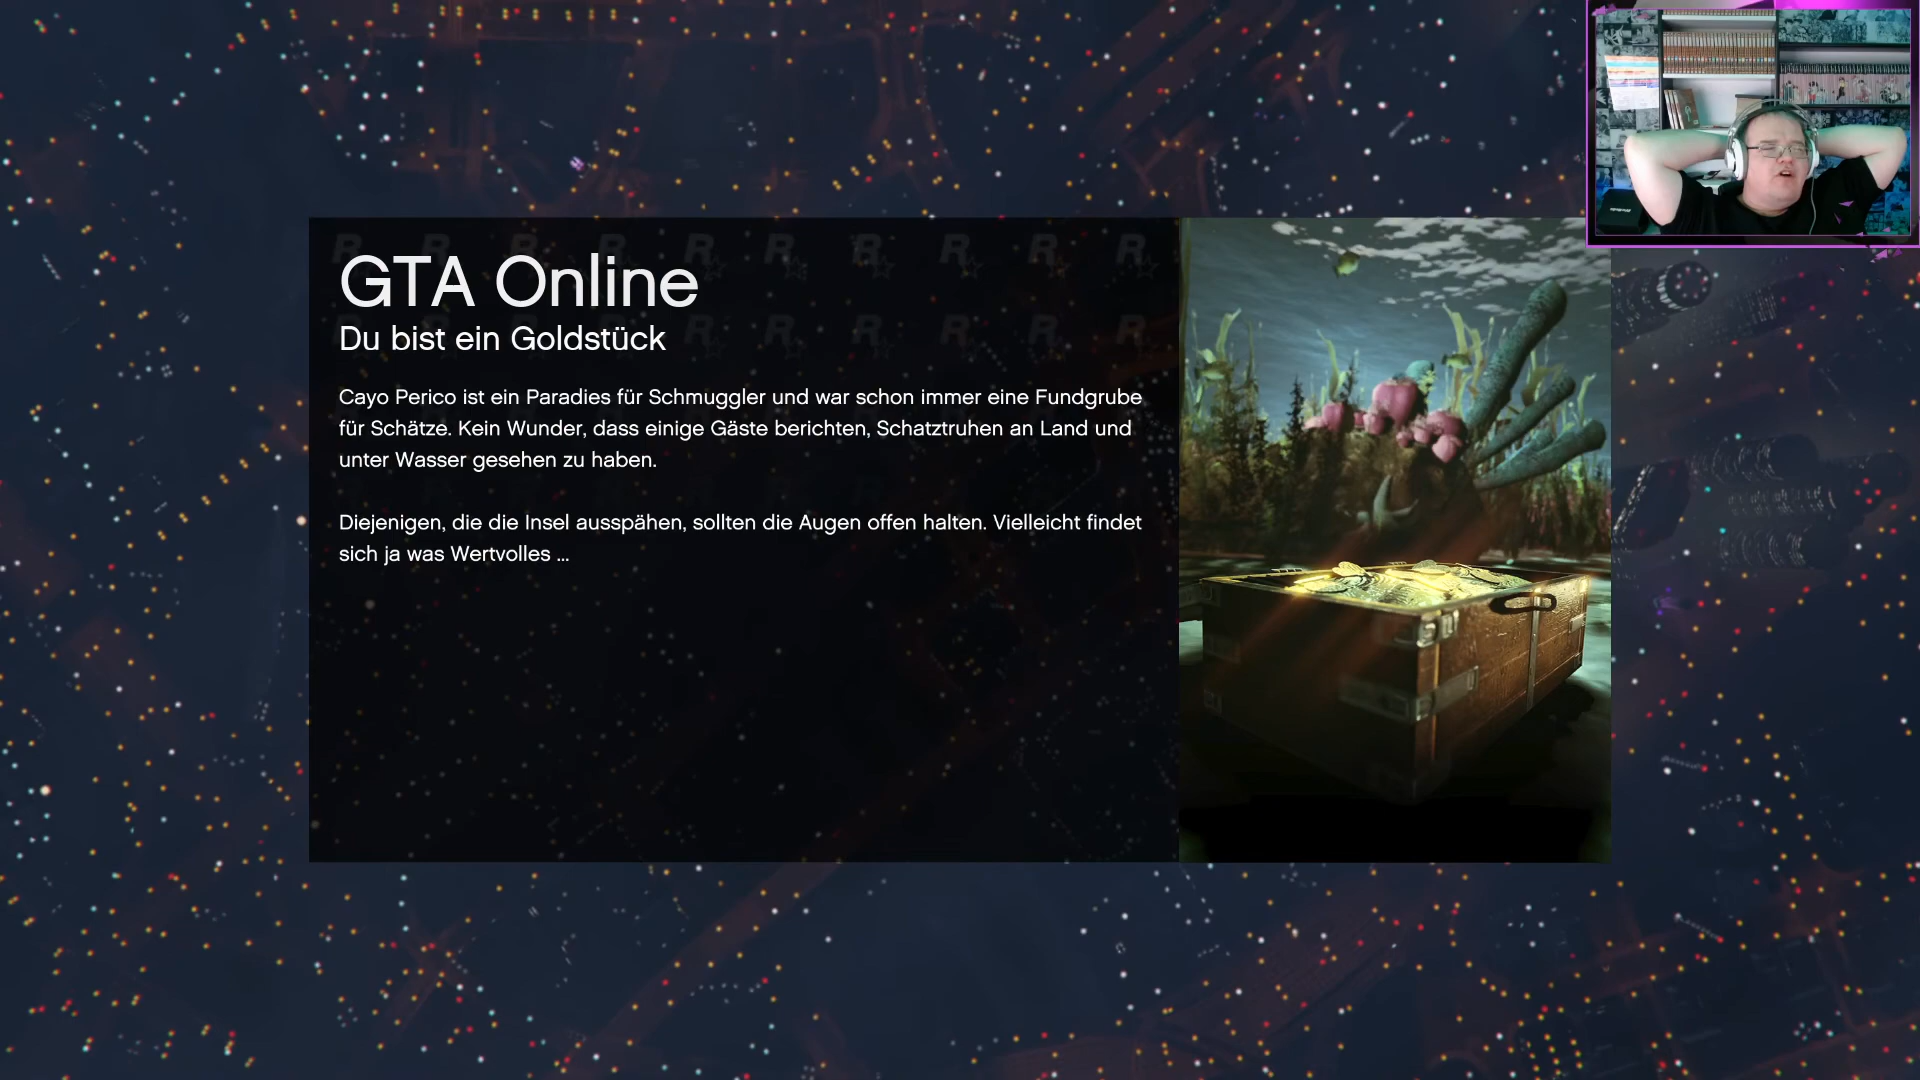 GTA Online
Du bist ein Goldstück
Cayo Perico ist ein Paradies für Schmuggler und war schon immer eine Fundgrube
für Schätze. Kein Wunder, dass einige Gäste berichten, Schatztruhen an Land und
unter Wasser gesehen zu haben.
Diejenigen, die die Insel ausspähen, sollten die Augen offen halten. Vielleicht findet
sich ja was Wertvolles ...